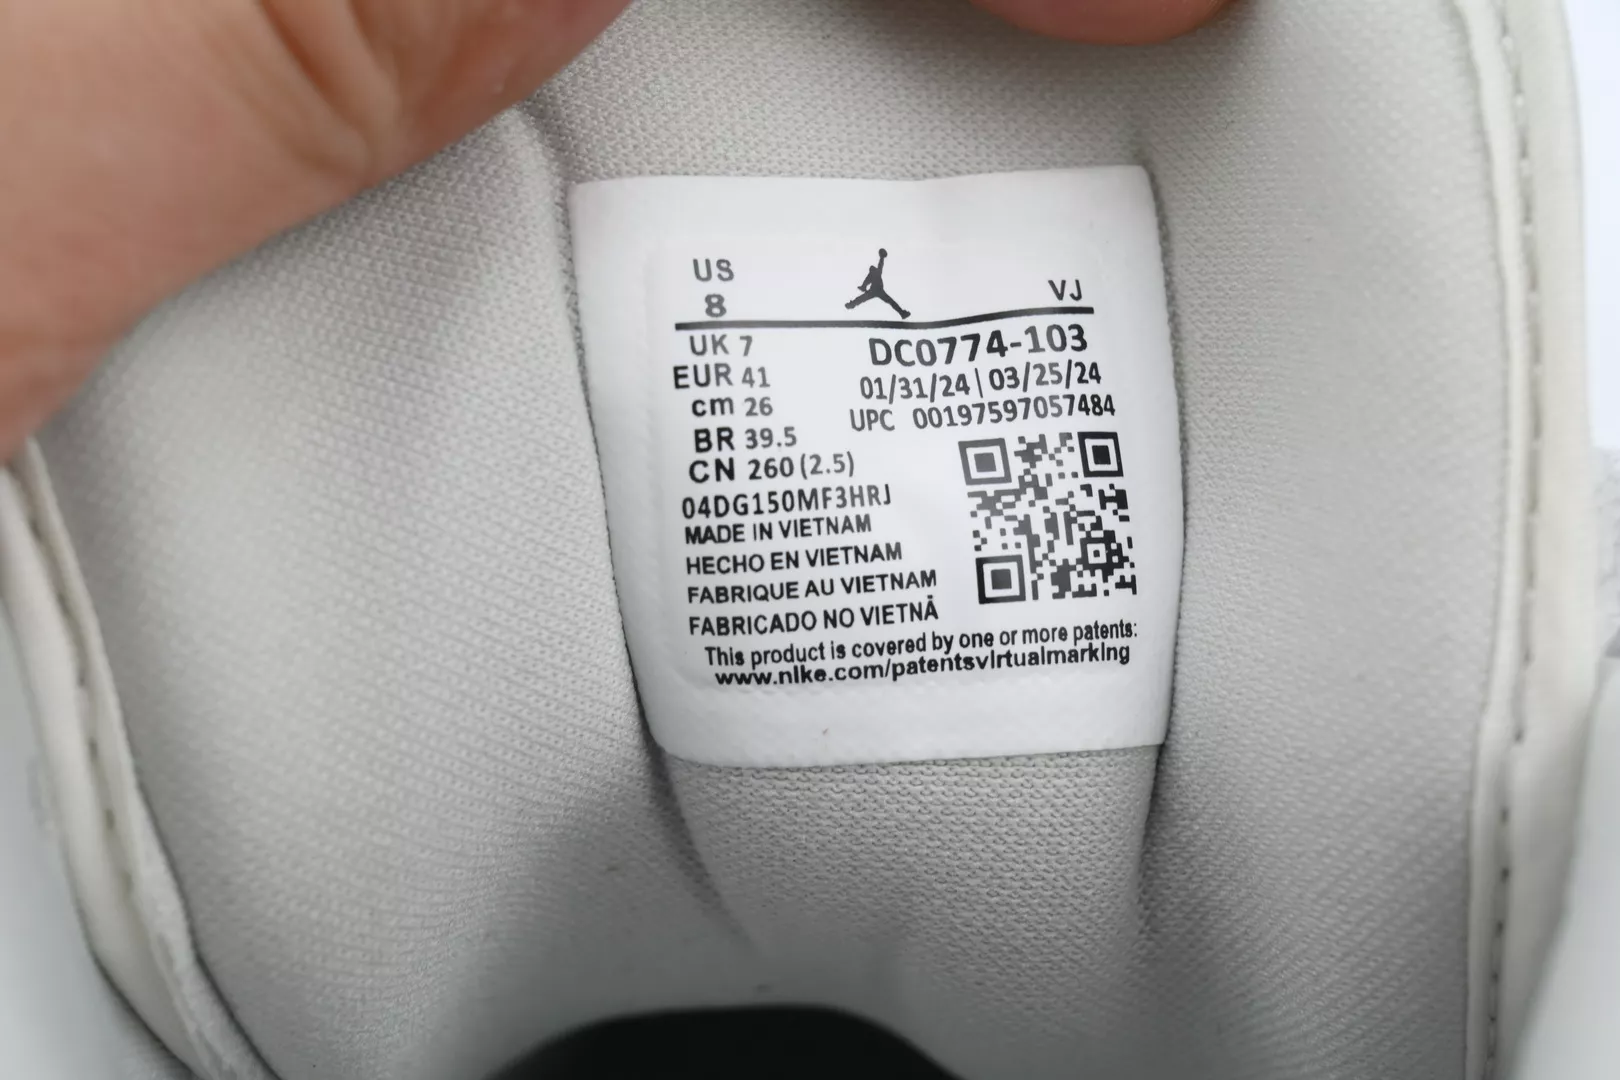 US
8
VJ
UK 7
DC0774-103
EUR 41
01/31/24 | 03/25/24
cm 26
UPC 00197597057484
BR 39.5
CN 260 (2.5)
04DG150MF3HRJ
MADE IN VIETNAM
HECHO EN VIETNAM
FABRIQUE AU VIETNAM
FABRICADO NO VIETNÃ
This product is covered by one or more patents:
www.nike.com/patentsvirtualmarking